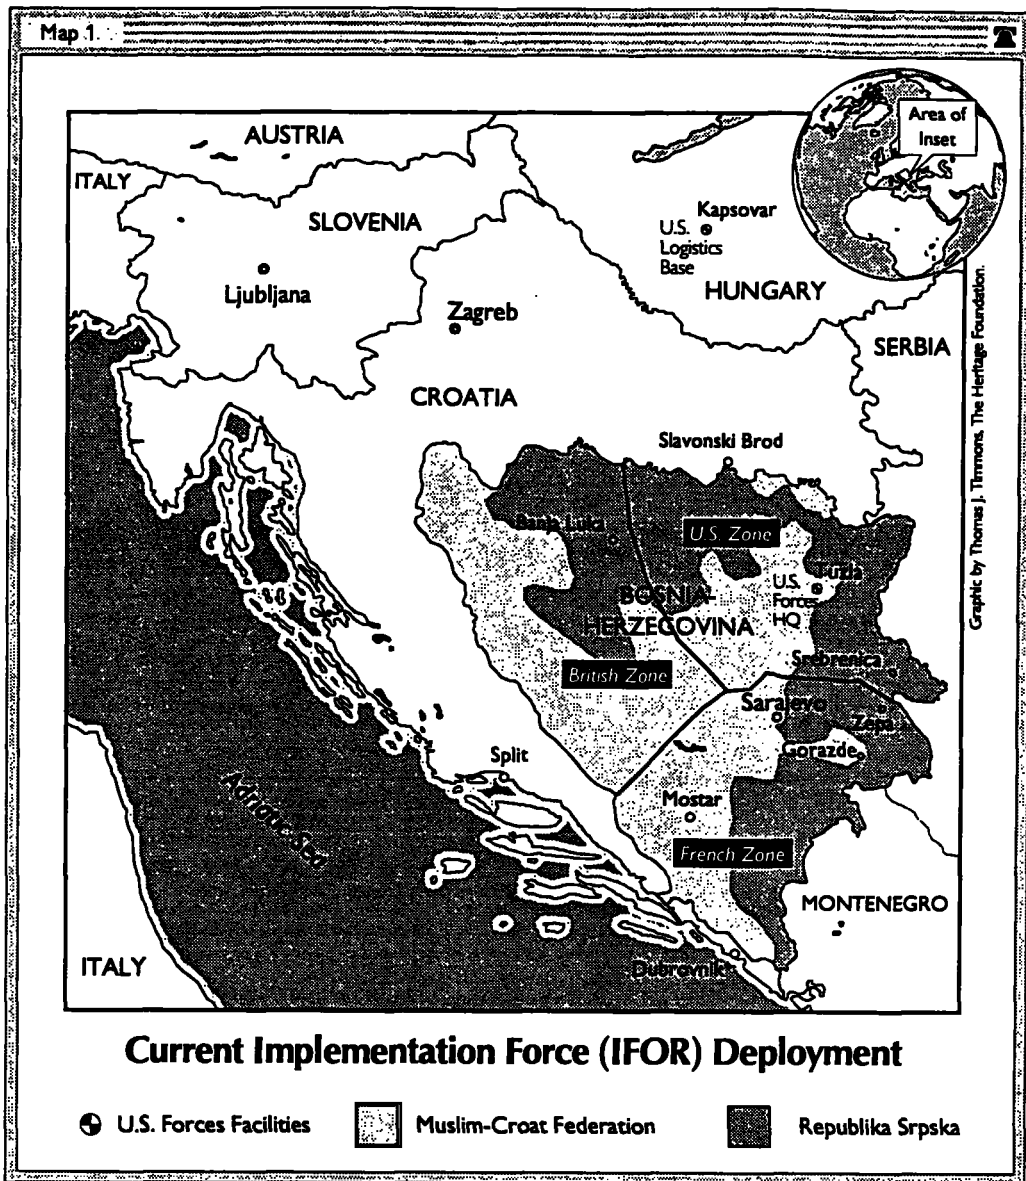 Map 1.
Area of
Inset
AUSTRIA
ITALY
SLOVENIA
Kapsovar
U.S.
Logistics
Base
Ljubljana
HUNGARY
Zagreb
SERBIA
CROATIA
Slavonski Brod
Banja Luka
U.S. Zone
Tuzla
U.S.
Forces
HQ
BOSNIA-
HERZEGOVINA
Srebrenica
British Zone
Sarajevo
Zepa
Gorazde
Split
Mostar
Adriatic Sea
French Zone
MONTENEGRO
ITALY
Dubrovnik
Graphic by Thomas J. Timmons, The Heritage Foundation.
Current Implementation Force (IFOR) Deployment
U.S. Forces Facilities
Muslim-Croat Federation
Republika Srpska